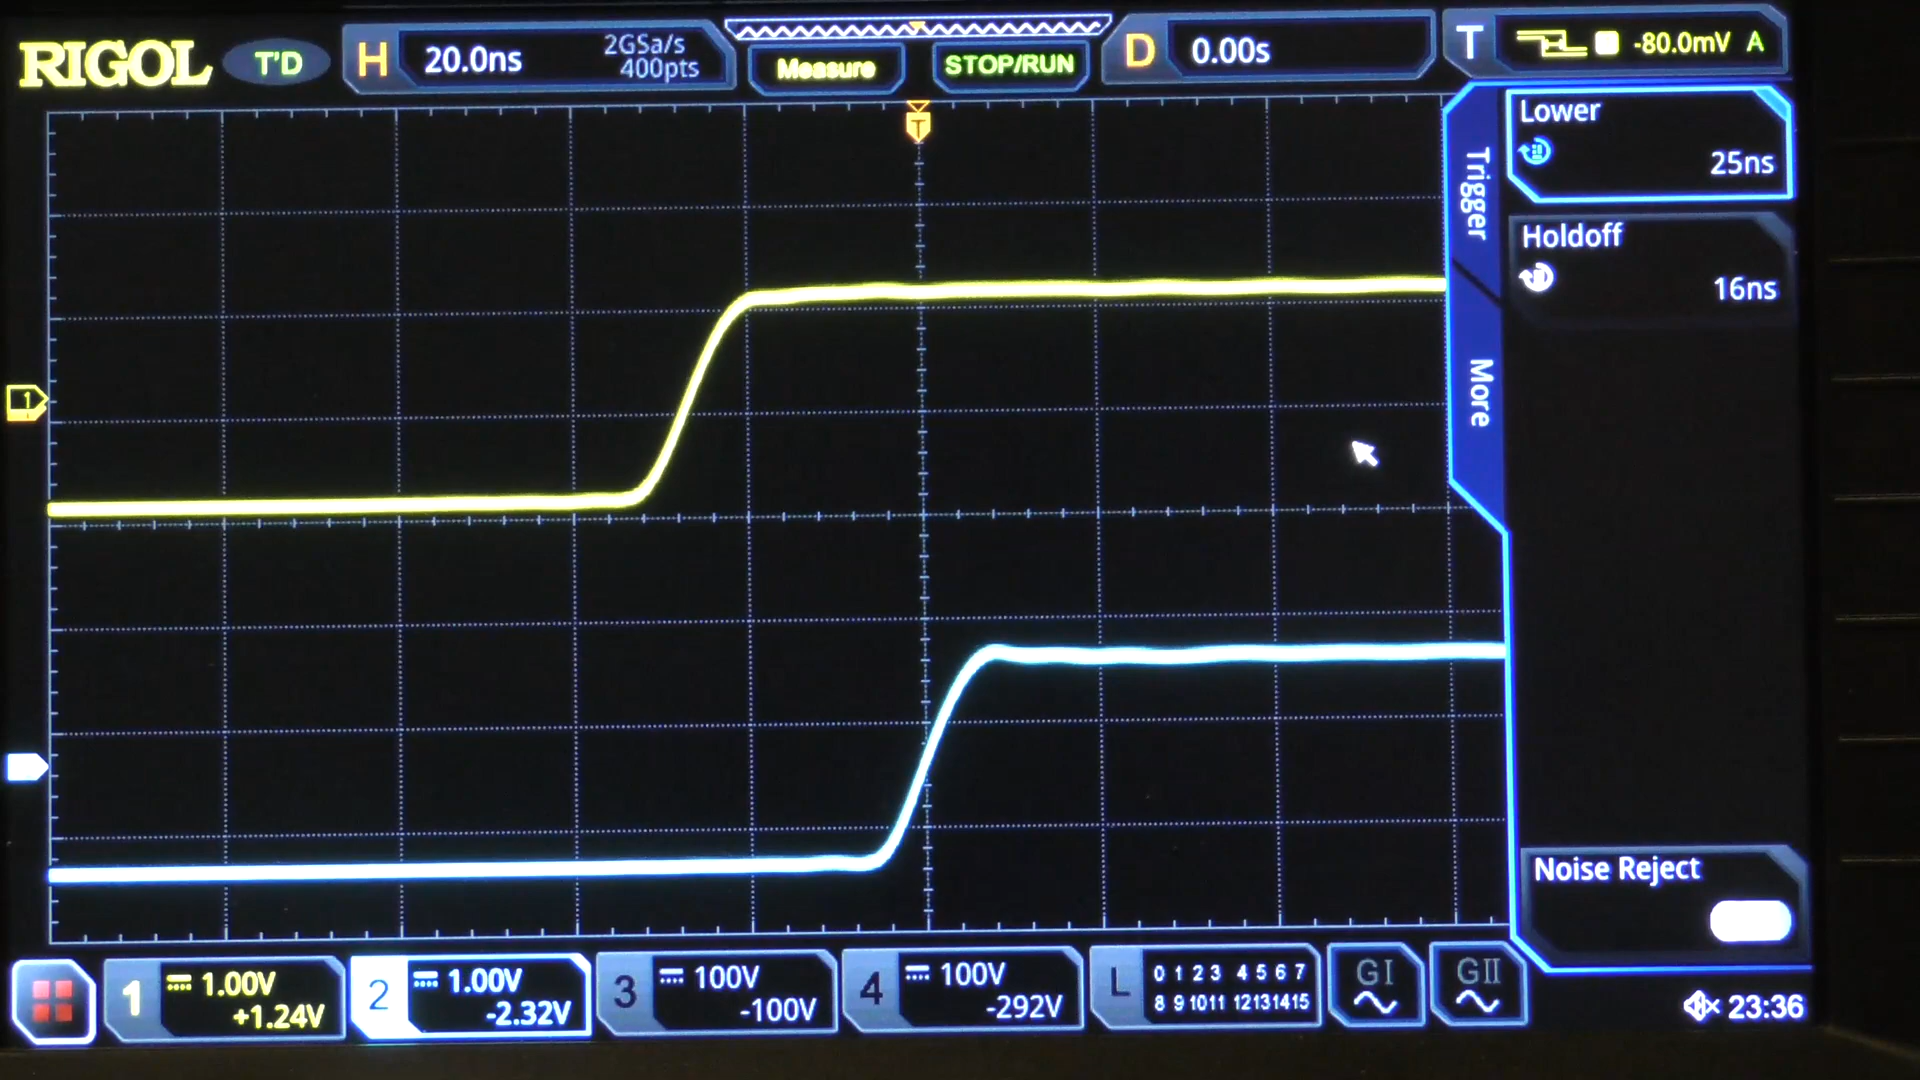 RIGOL
T'D
H 20.0ns 2GSa/s
400pts
Measure
STOP/RUN
D 0.00s
T -80.0mV A
T
Lower
25ns
Trigger
Holdoff
16ns
More
1
Noise Reject
1 1.00V
+1.24V
2 1.00V
-2.32V
3 100V
-100V
4 100V
-292V
L 0 1 2 3 4 5 6 7
8 9 10 11 12 13 14 15
GI
GII
23:36